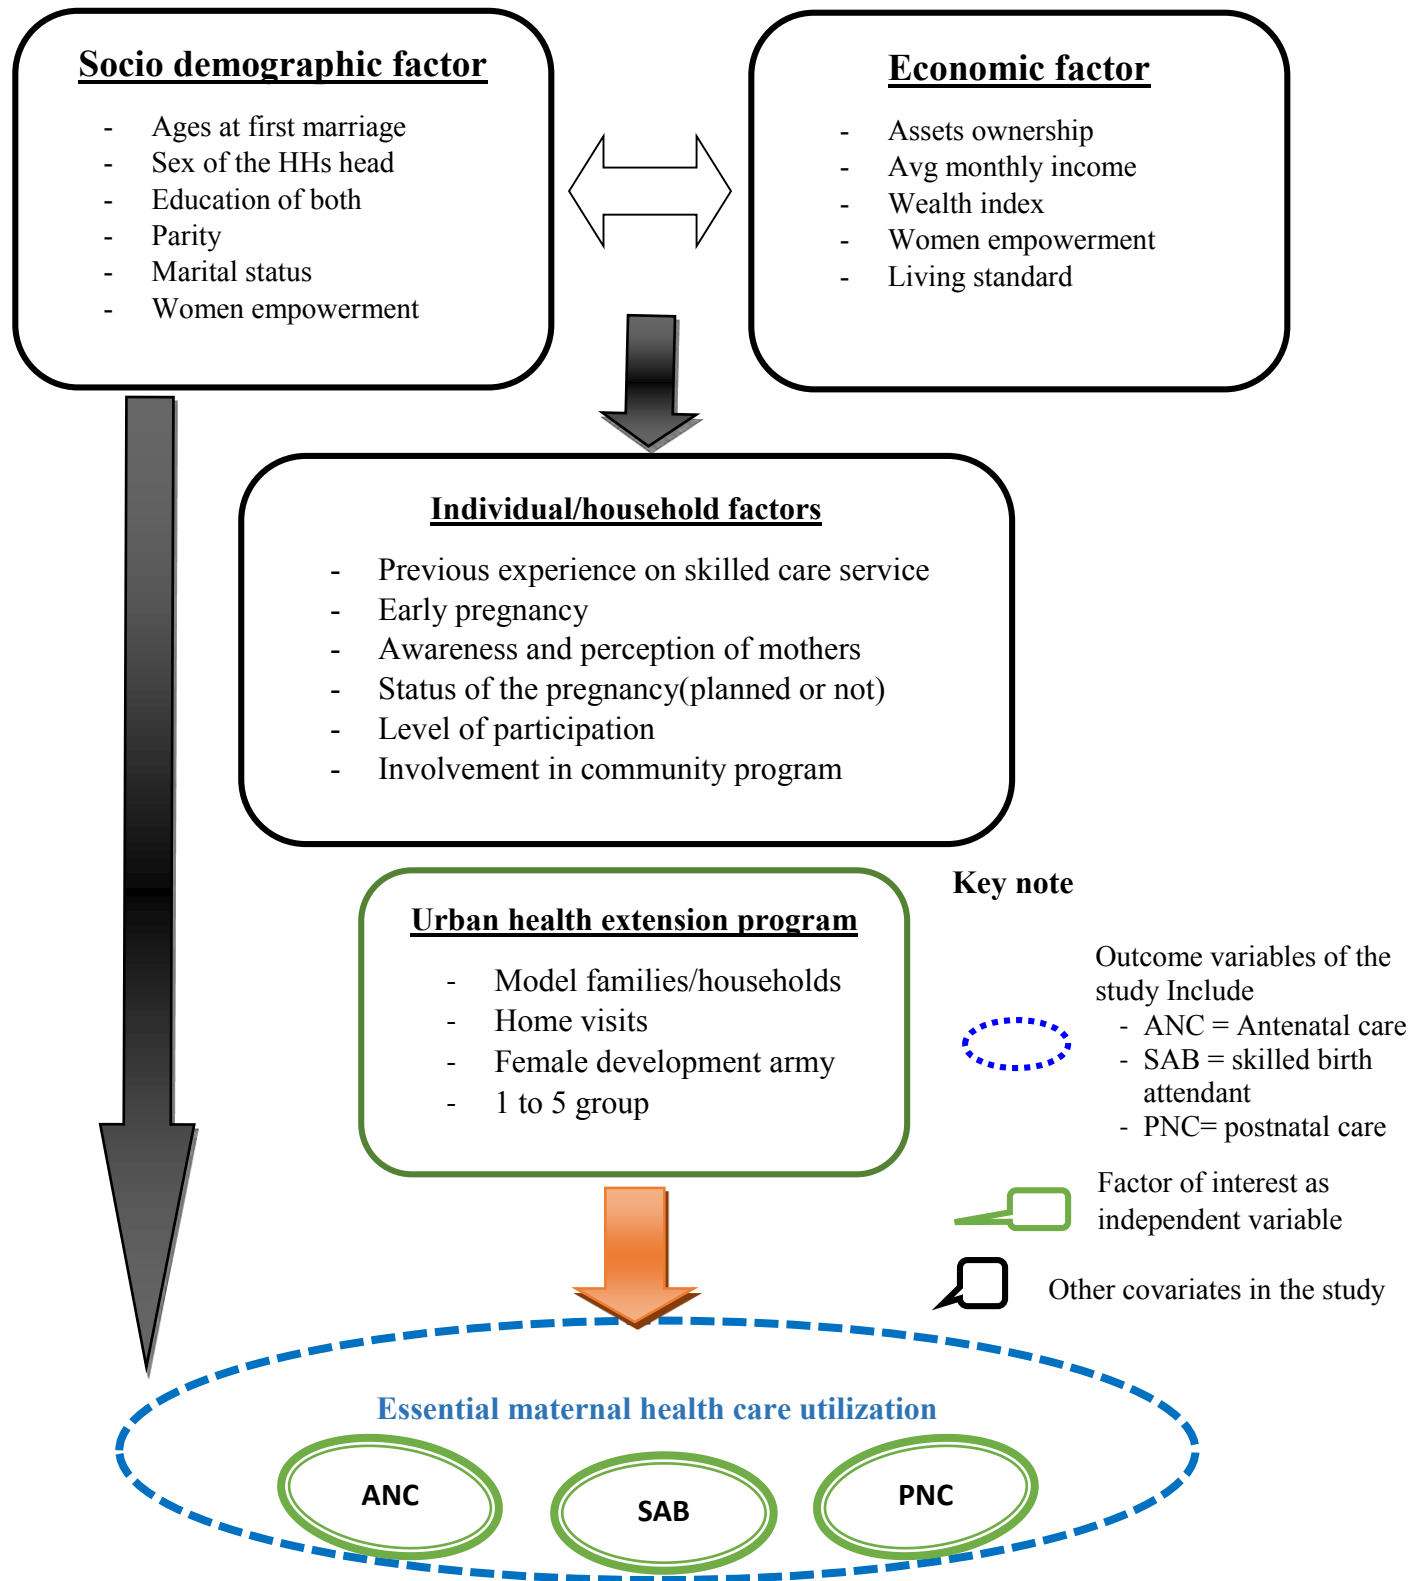 Socio demographic factor
- Ages at first marriage
- Sex of the HHs head
- Education of both
- Parity
- Marital status
- Women empowerment
Economic factor
- Assets ownership
- Avg monthly income
- Wealth index
- Women empowerment
- Living standard
Individual/household factors
- Previous experience on skilled care service
- Early pregnancy
- Awareness and perception of mothers
- Status of the pregnancy(planned or not)
- Level of participation
- Involvement in community program
Urban health extension program
- Model families/households
- Home visits
- Female development army
- 1 to 5 group
Key note
Outcome variables of the
study Include
- ANC = Antenatal care
- SAB = skilled birth
attendant
- PNC= postnatal care
Factor of interest as
independent variable
Other covariates in the study
Essential maternal health care utilization
ANC
SAB
PNC